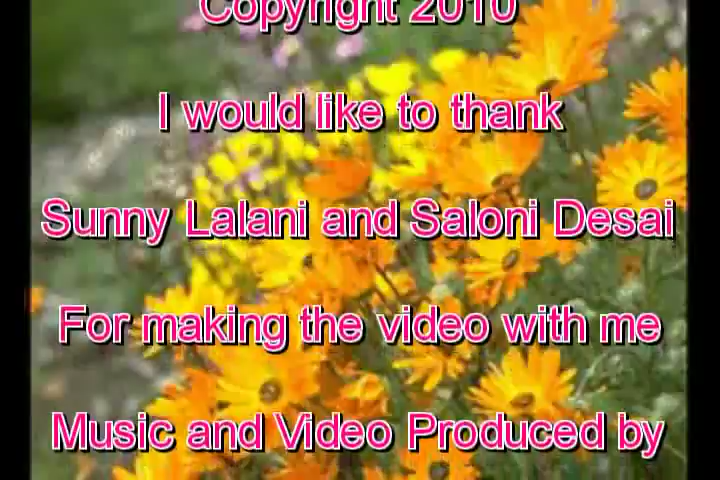 Copyright 2010
I would like to thank
Sunny Lalani and Saloni Desai
For making the video with me
Music and Video Produced by